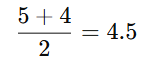 (5 + 4) / 2 = 4.5